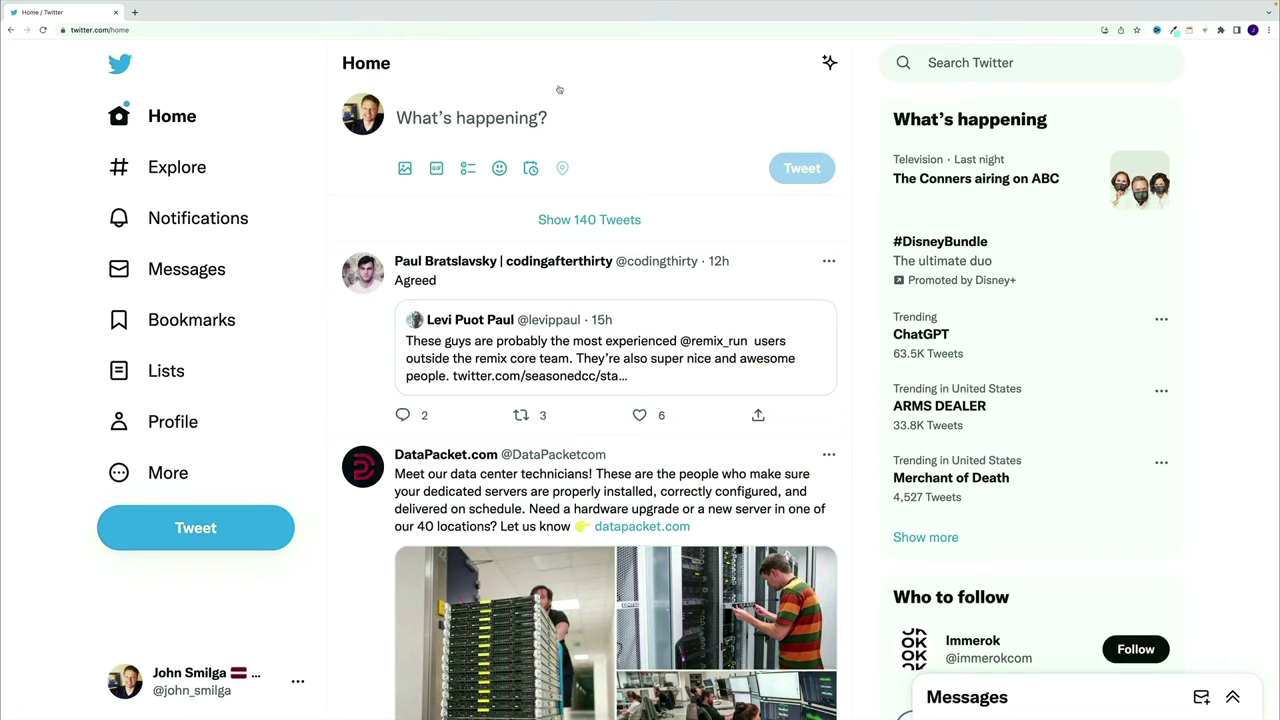 Home / Twitter
twitter.com/home
Home
Explore
Notifications
Messages
Bookmarks
Lists
Profile
More
Tweet
John Smilga 🇱🇻 ...
@john_smilga
Home
What's happening?
GIF
Tweet
Show 140 Tweets
Paul Bratslavsky | codingafterthirty @codingthirty · 12h
Agreed
Levi Puot Paul @levippaul · 15h
These guys are probably the most experienced @remix_run users
outside the remix core team. They're also super nice and awesome
people. twitter.com/seasonedcc/sta…
2 3 6
DataPacket.com @DataPacketcom
Meet our data center technicians! These are the people who make sure
your dedicated servers are properly installed, correctly configured, and
delivered on schedule. Need a hardware upgrade or a new server in one of
our 40 locations? Let us know 👉 datapacket.com
Search Twitter
What's happening
Television · Last night
The Conners airing on ABC
#DisneyBundle
The ultimate duo
Promoted by Disney+
Trending
ChatGPT
63.5K Tweets
Trending in United States
ARMS DEALER
33.8K Tweets
Trending in United States
Merchant of Death
4,527 Tweets
Show more
Who to follow
Immerok
@immerokcom
Follow
Messages